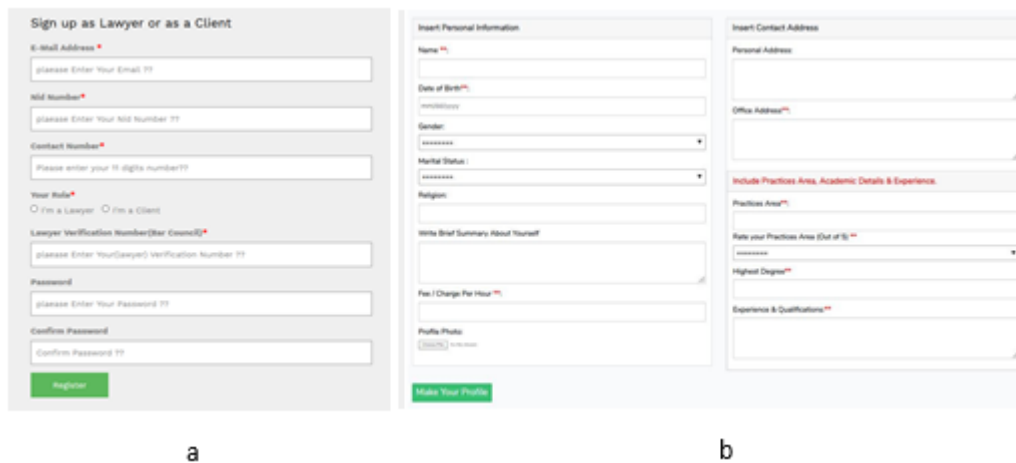 Sign up as Lawyer or as a Client
E-Mail Address *
plaease Enter Your Email ??
Nid Number*
plaease Enter Your Nid Number ??
Contact Number*
Please enter your 11 digits number??
Your Role*
I'm a Lawyer I'm a Client
Lawyer Verification Number(Bar Council)*
plaease Enter Your(lawyer) Verification Number ??
Password
plaease Enter Your Password ??
Confirm Password
Confirm Password ??
Register
a
Insert Personal Information
Name **:
Date of Birth**:
mm/dd/yyyy
Gender:
---------
Marital Status :
---------
Religion:
Write Brief Summary About Yourself
Fee / Charge Per Hour **:
Profile Photo:
Make Your Profile
Insert Contact Address
Personal Address:
Office Address**:
Include Practices Area, Academic Details & Experience.
Practices Area**:
Rate your Practices Area (Out of 5) **
---------
Highest Degree**
Experience & Qualifications:**
b